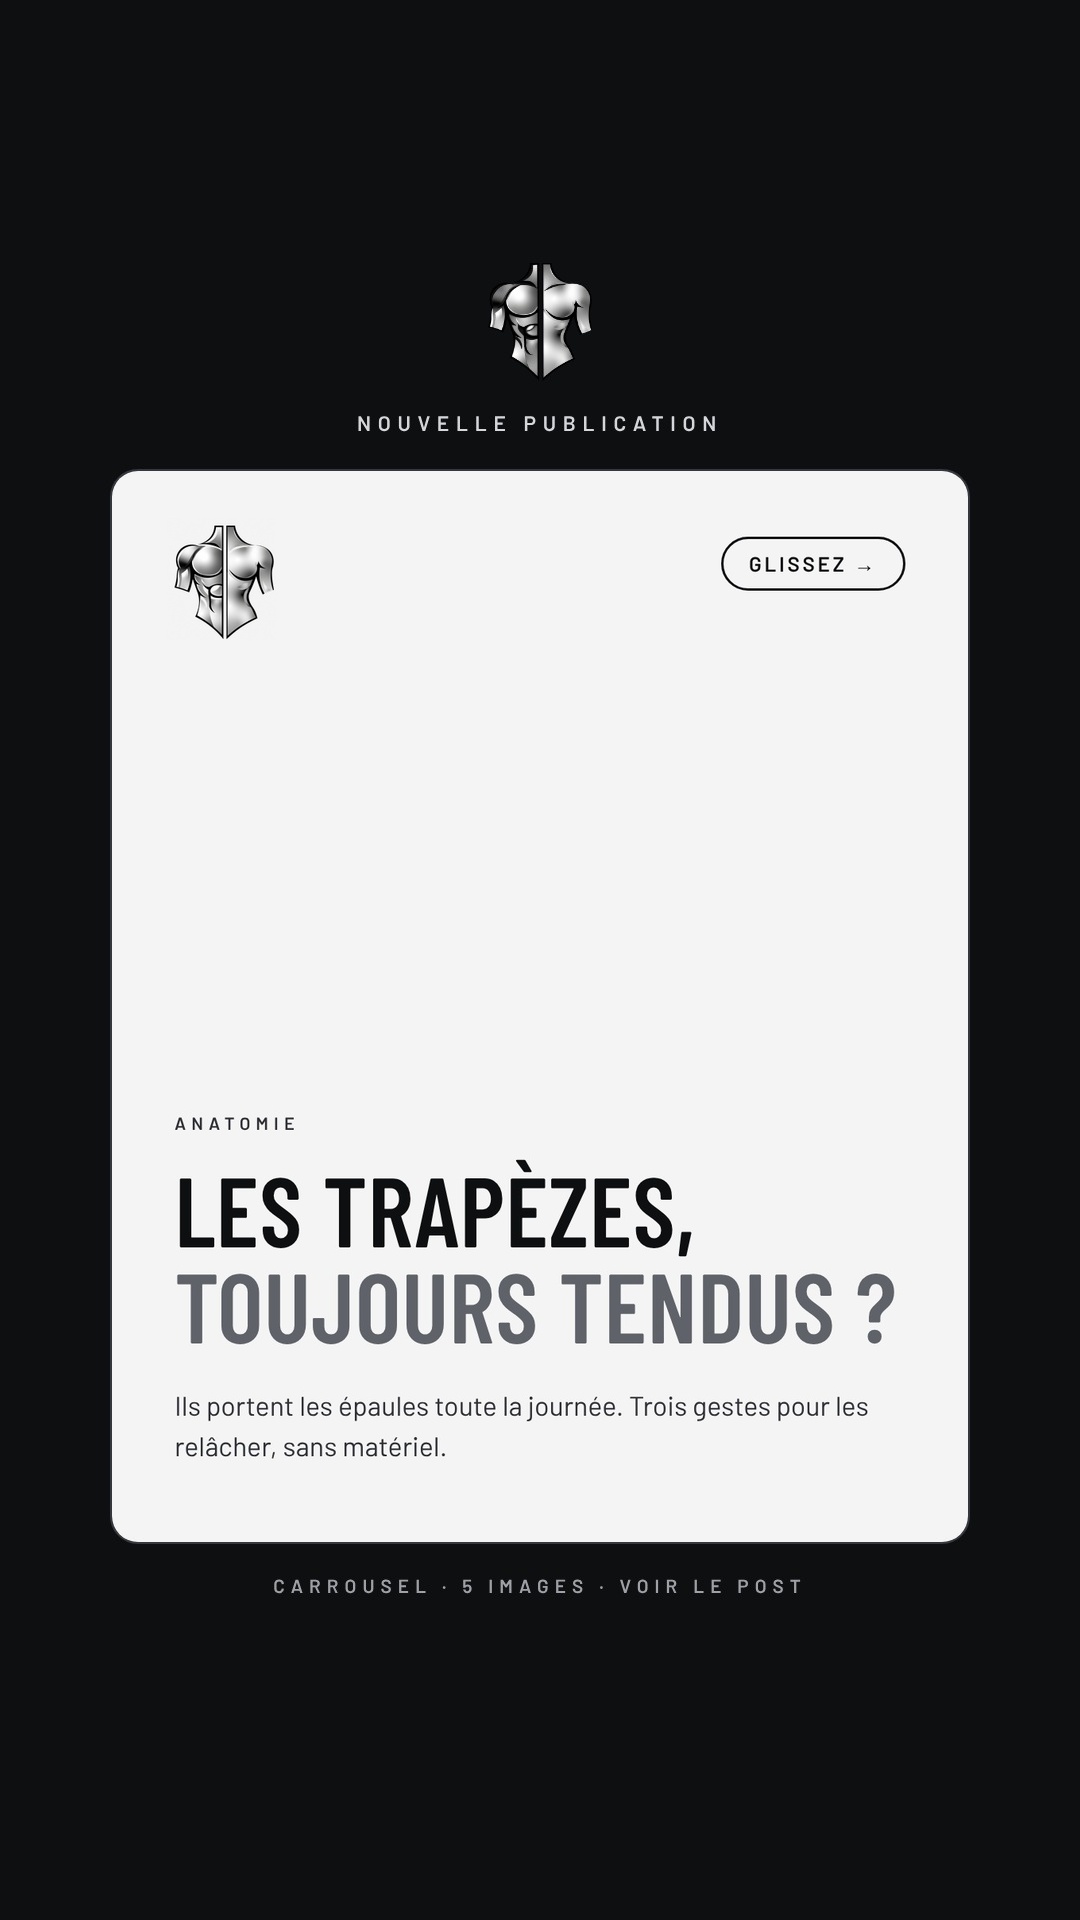 NOUVELLE PUBLICATION
GLISSEZ →
ANATOMIE
LES TRAPÈZES,
TOUJOURS TENDUS ?
Ils portent les épaules toute la journée. Trois gestes pour les
relâcher, sans matériel.
CARROUSEL · 5 IMAGES · VOIR LE POST